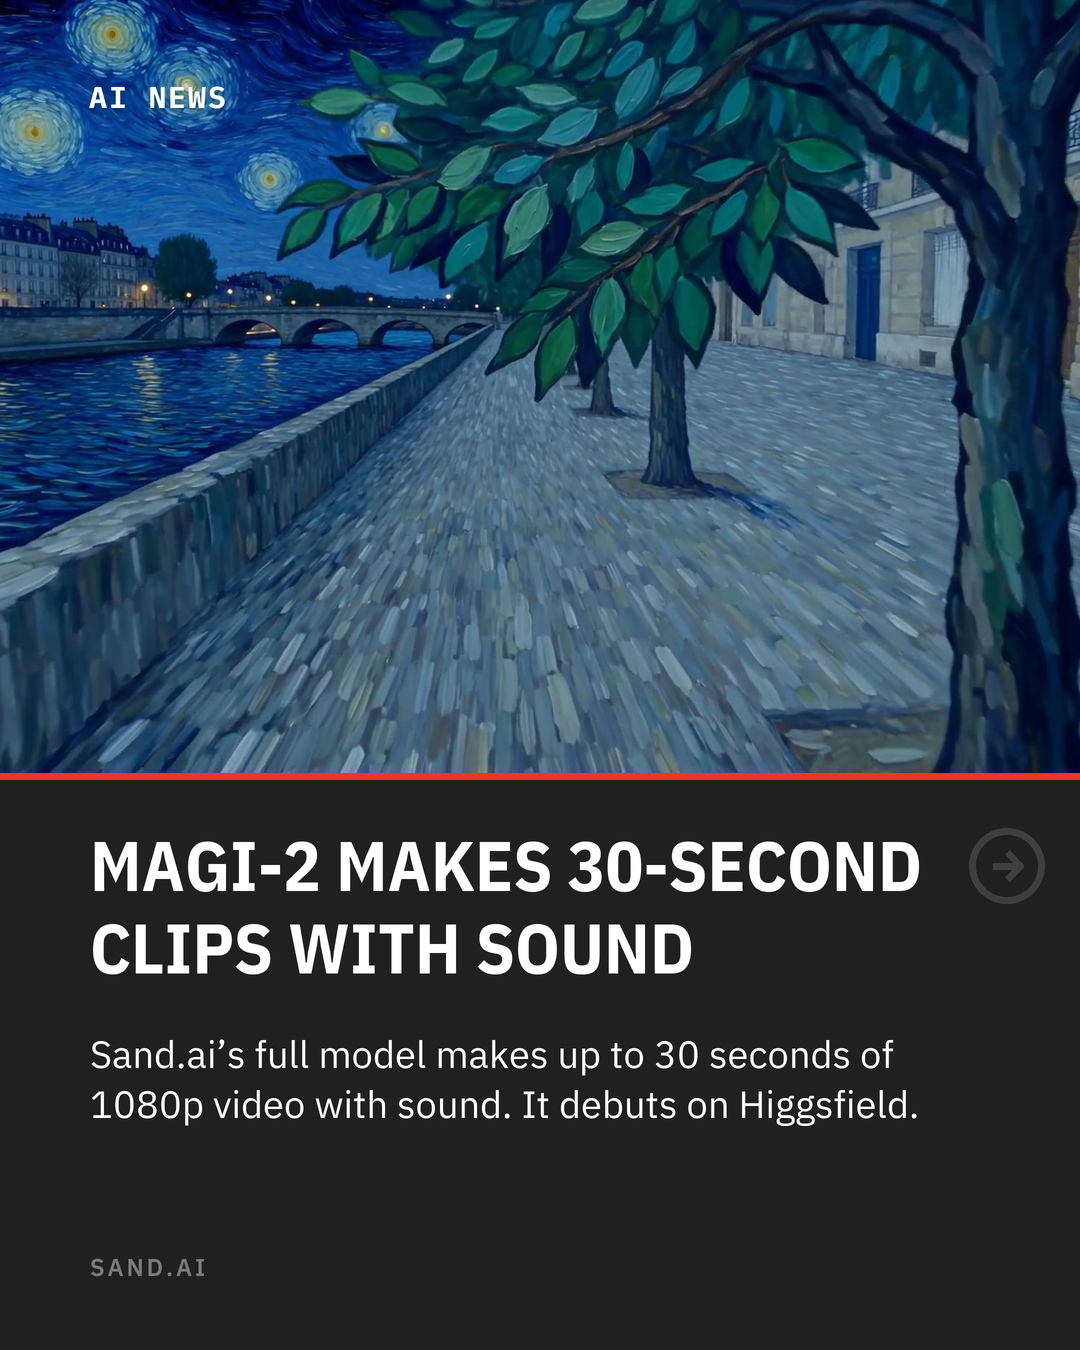 AI NEWS
MAGI-2 MAKES 30-SECOND
CLIPS WITH SOUND
Sand.ai’s full model makes up to 30 seconds of
1080p video with sound. It debuts on Higgsfield.
SAND.AI